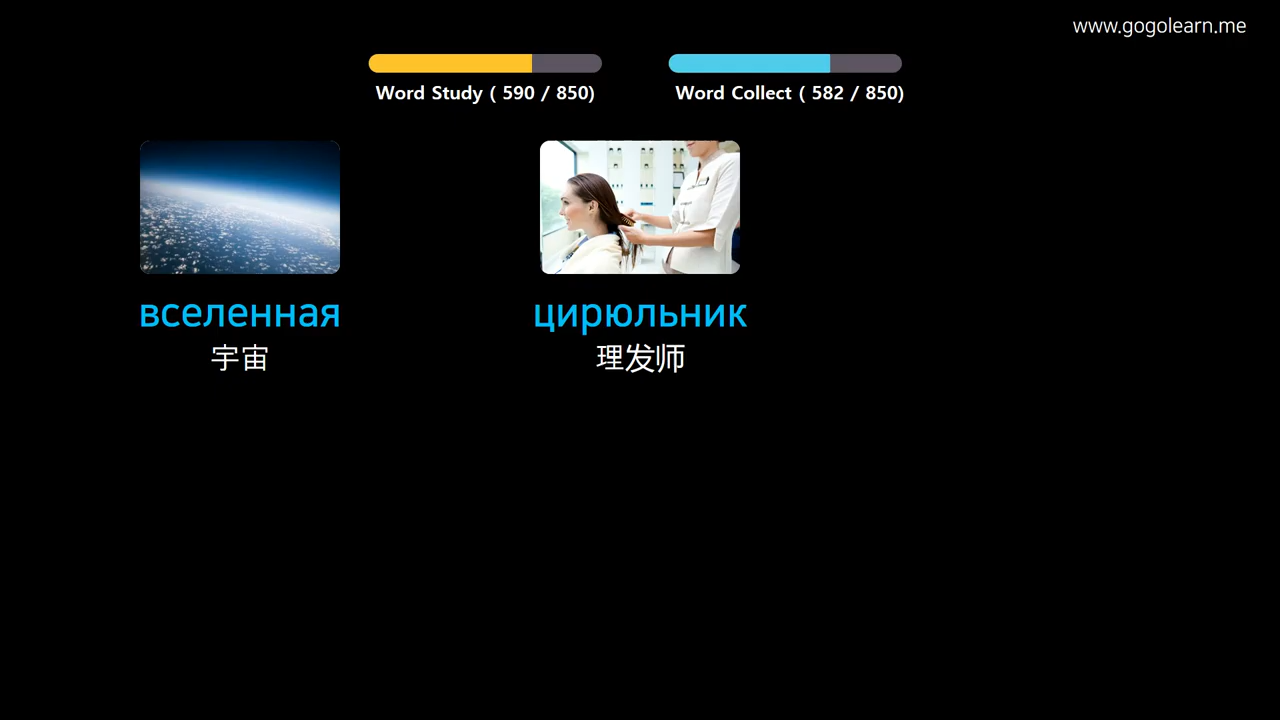 www.gogolearn.me
Word Study ( 590 / 850)
Word Collect ( 582 / 850)
вселенная
宇宙
цирюльник
理发师